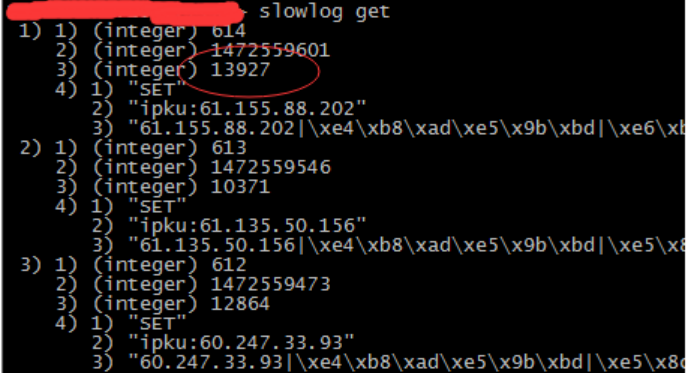 slowlog get
1) 1) (integer) 614
2) (integer) 1472559601
3) (integer) 13927
4) 1) "SET"
2) "ipku:61.155.88.202"
3) "61.155.88.202|\xe4\xb8\xad\xe5\x9b\xbd|\xe6\xb
2) 1) (integer) 613
2) (integer) 1472559546
3) (integer) 10371
4) 1) "SET"
2) "ipku:61.135.50.156"
3) "61.135.50.156|\xe4\xb8\xad\xe5\x9b\xbd|\xe5\x8
3) 1) (integer) 612
2) (integer) 1472559473
3) (integer) 12864
4) 1) "SET"
2) "ipku:60.247.33.93"
3) "60.247.33.93|\xe4\xb8\xad\xe5\x9b\xbd|\xe5\x8c